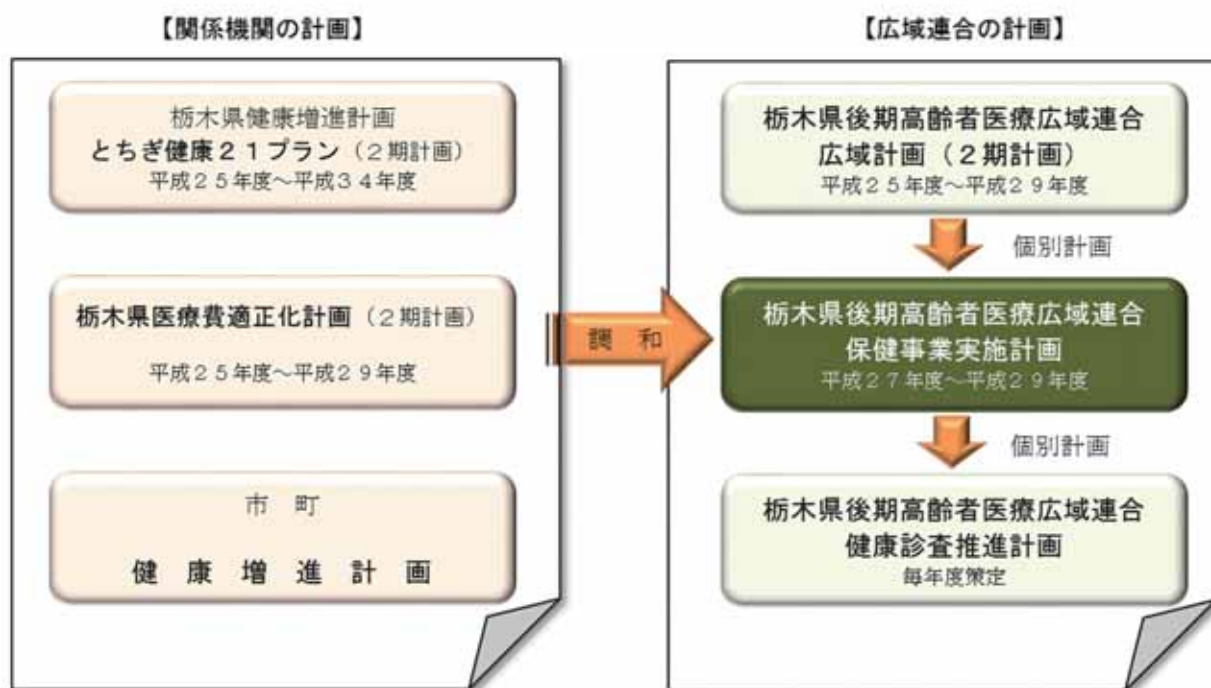 【関係機関の計画】
栃木県健康増進計画
とちぎ健康２１プラン（２期計画）
平成２５年度～平成３４年度
栃木県医療費適正化計画（２期計画）
平成２５年度～平成２９年度
市　町
健　康　増　進　計　画
調　和
【広域連合の計画】
栃木県後期高齢者医療広域連合
広域計画（２期計画）
平成２５年度～平成２９年度
個別計画
栃木県後期高齢者医療広域連合
保健事業実施計画
平成２７年度～平成２９年度
個別計画
栃木県後期高齢者医療広域連合
健康診査推進計画
毎年度策定